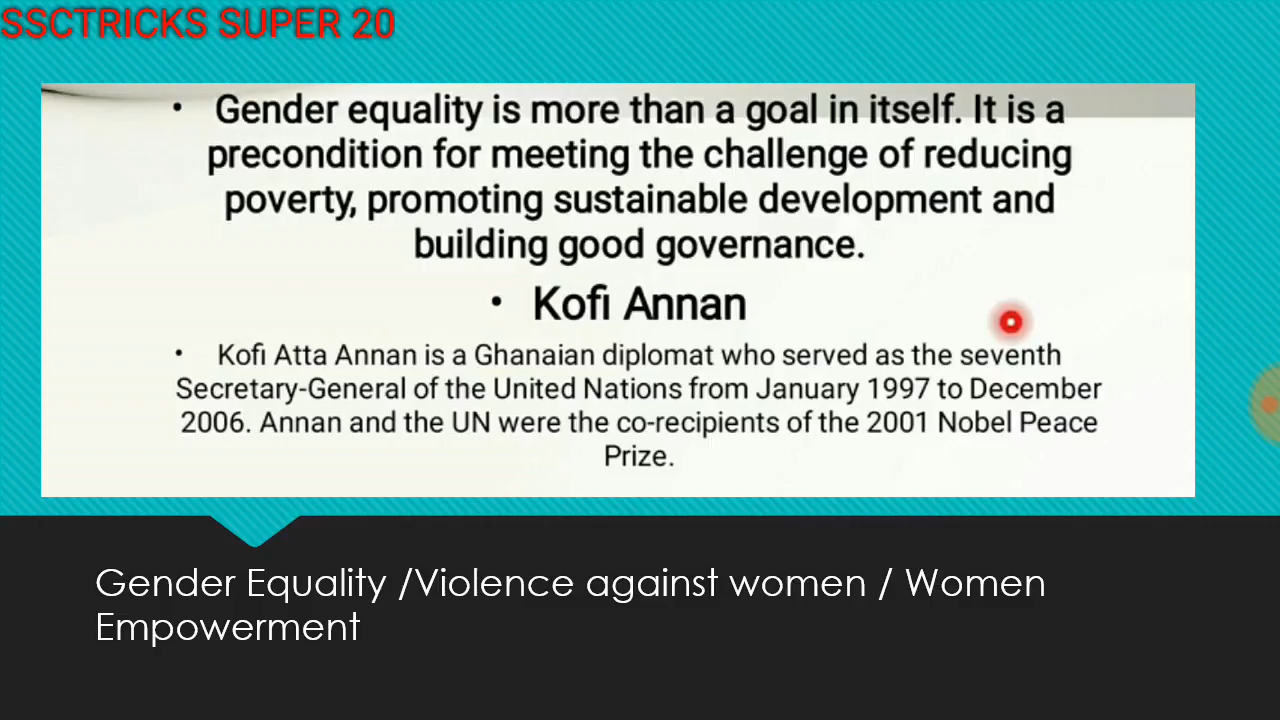 SSCTRICKS SUPER 20
• Gender equality is more than a goal in itself. It is a
precondition for meeting the challenge of reducing
poverty, promoting sustainable development and
building good governance.
• Kofi Annan
• Kofi Atta Annan is a Ghanaian diplomat who served as the seventh
Secretary-General of the United Nations from January 1997 to December
2006. Annan and the UN were the co-recipients of the 2001 Nobel Peace
Prize.
Gender Equality /Violence against women / Women
Empowerment